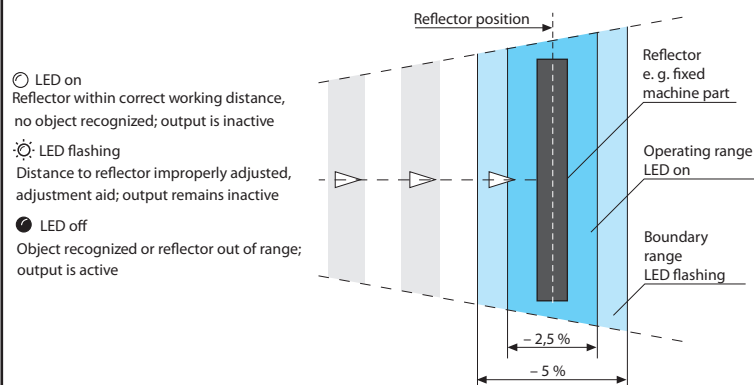 Reflector position
LED on
Reflector within correct working distance,
no object recognized; output is inactive
LED flashing
Distance to reflector improperly adjusted,
adjustment aid; output remains inactive
LED off
Object recognized or reflector out of range;
output is active
Reflector
e. g. fixed
machine part
Operating range
LED on
Boundary
range
LED flashing
– 2,5 %
– 5 %